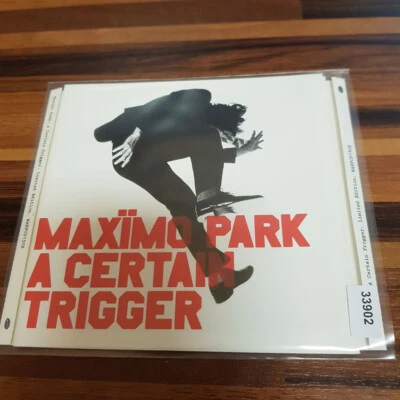 MAXÏMO PARK
A CERTAIN
TRIGGER
33902